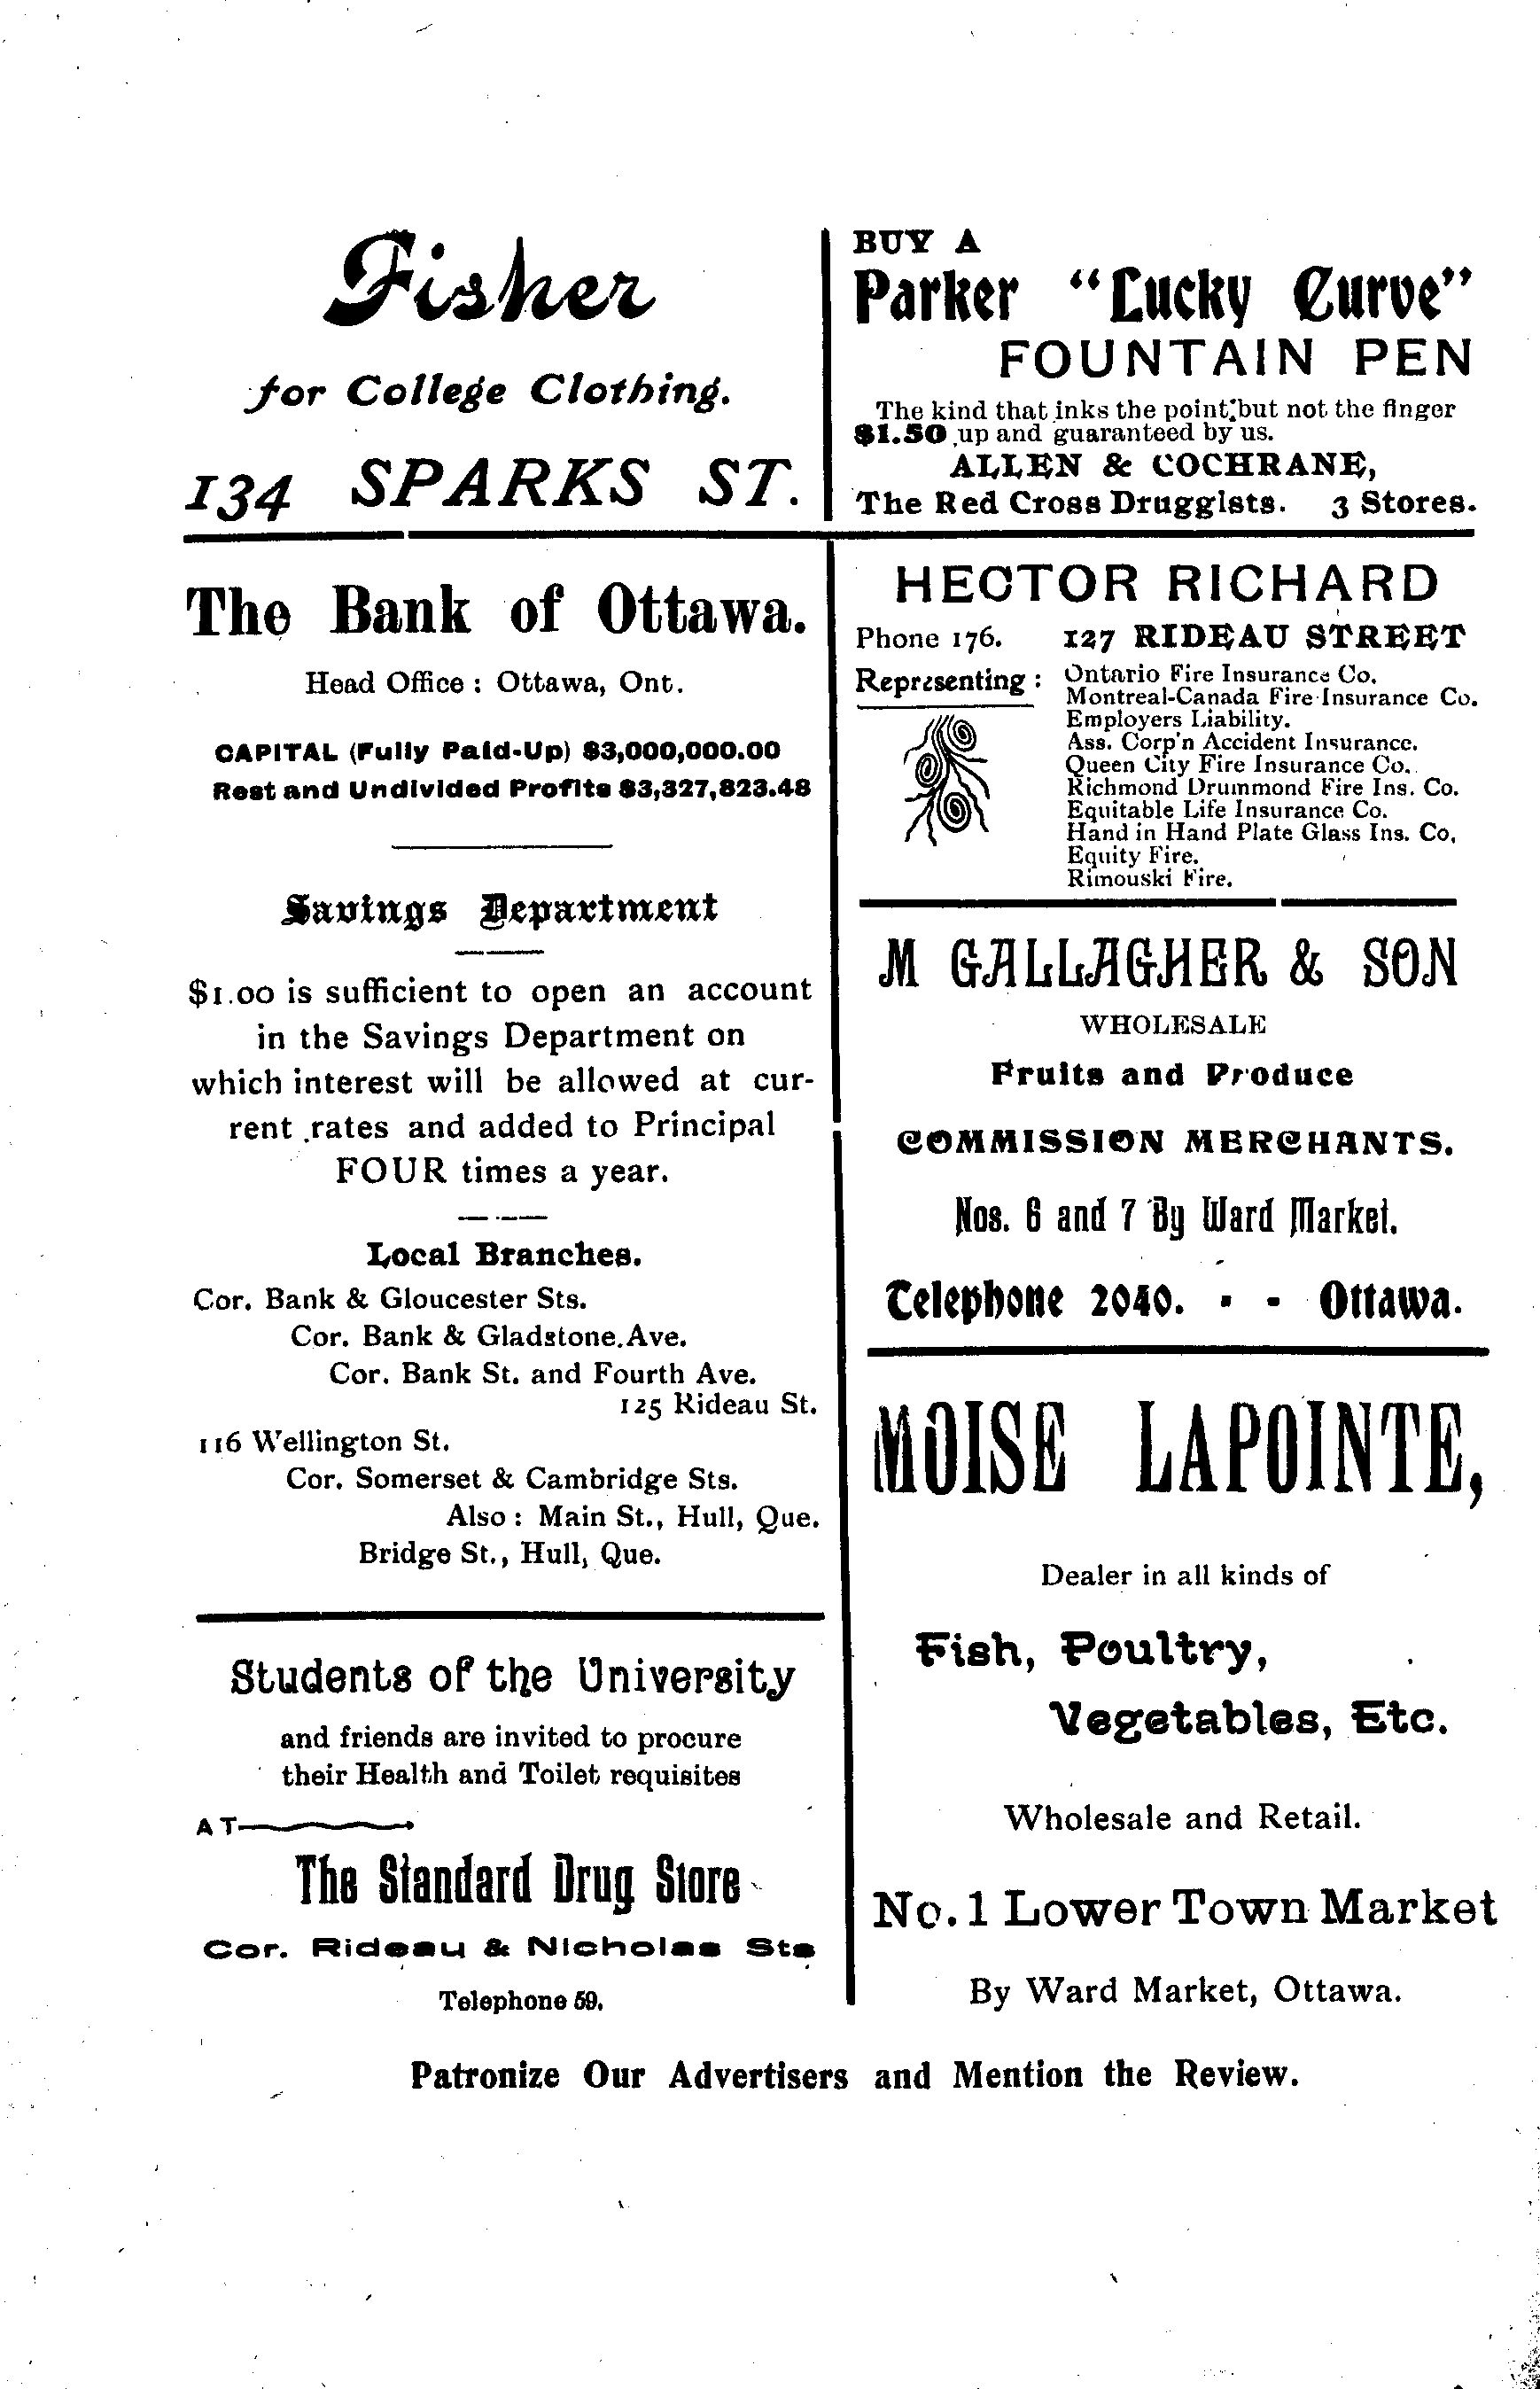 Fisher
for College Clothing.
134 SPARKS ST.
BUY A
Parker "Lucky Curve"
FOUNTAIN PEN
The kind that inks the point but not the finger
$1.50 up and guaranteed by us.
ALLEN & COCHRANE,
The Red Cross Druggists. 3 Stores.
The Bank of Ottawa.
Head Office : Ottawa, Ont.
CAPITAL (Fully Paid-Up) $3,000,000.00
Rest and Undivided Profits $3,327,823.48
Savings Department
$1.00 is sufficient to open an account
in the Savings Department on
which interest will be allowed at cur-
rent rates and added to Principal
FOUR times a year.
Local Branches.
Cor. Bank & Gloucester Sts.
Cor. Bank & Gladstone Ave.
Cor. Bank St. and Fourth Ave.
125 Rideau St.
116 Wellington St.
Cor. Somerset & Cambridge Sts.
Also : Main St., Hull, Que.
Bridge St., Hull, Que.
Students of the University
and friends are invited to procure
their Health and Toilet requisites
AT
The Standard Drug Store
Cor. Rideau & Nicholas Sts
Telephone 59.
HECTOR RICHARD
Phone 176. 127 RIDEAU STREET
Representing : Ontario Fire Insurance Co.
Montreal-Canada Fire Insurance Co.
Employers Liability.
Ass. Corp'n Accident Insurance.
Queen City Fire Insurance Co.
Richmond Drummond Fire Ins. Co.
Equitable Life Insurance Co.
Hand in Hand Plate Glass Ins. Co.
Equity Fire.
Rimouski Fire.
M GALLAGHER & SON
WHOLESALE
Fruits and Produce
COMMISSION MERCHANTS.
Nos. 6 and 7 By Ward Market.
Telephone 2040. - - Ottawa.
MOISE LAPOINTE,
Dealer in all kinds of
Fish, Poultry,
Vegetables, Etc.
Wholesale and Retail.
No. 1 Lower Town Market
By Ward Market, Ottawa.
Patronize Our Advertisers and Mention the Review.